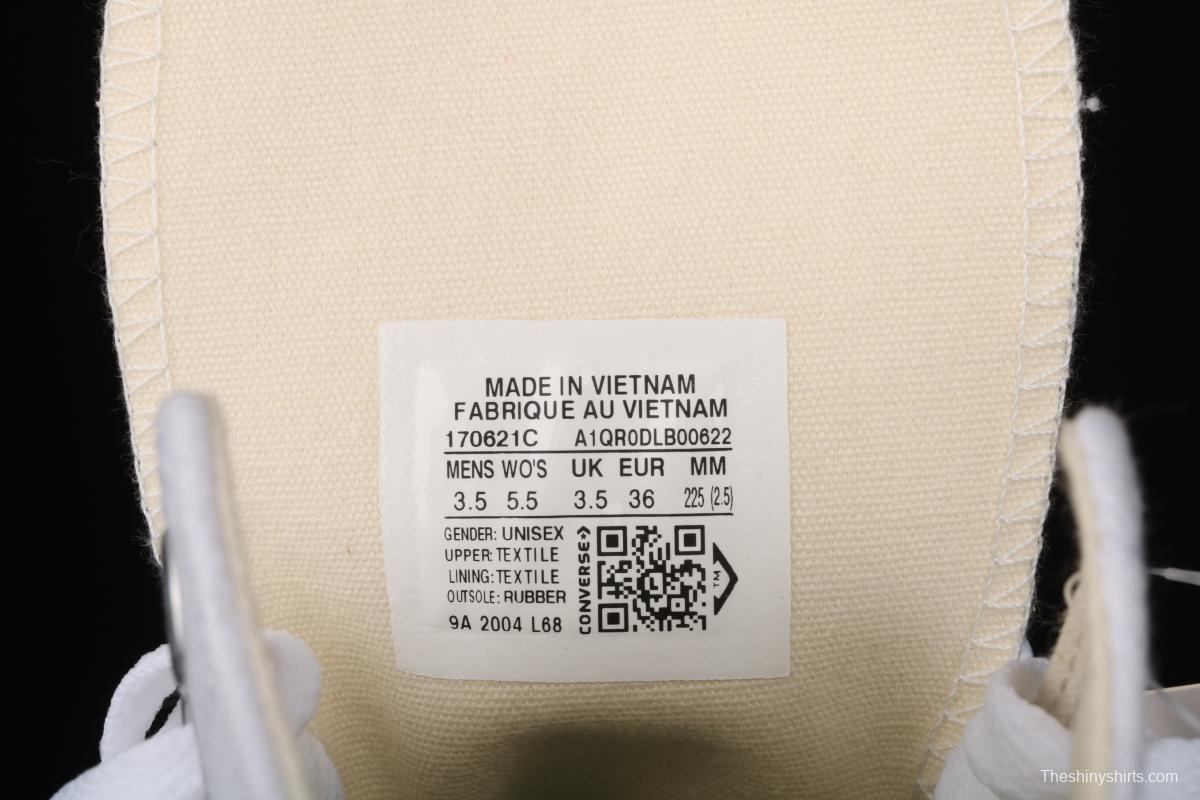 MADE IN VIETNAM
FABRIQUE AU VIETNAM
170621C A1QR0DLB00622
MENS WO'S UK EUR MM
3.5 5.5 3.5 36 225 (2.5)
GENDER: UNISEX
UPPER: TEXTILE
LINING: TEXTILE
OUTSOLE: RUBBER
9A 2004 L68
CONVERSE
TM
Theshinyshirts.com